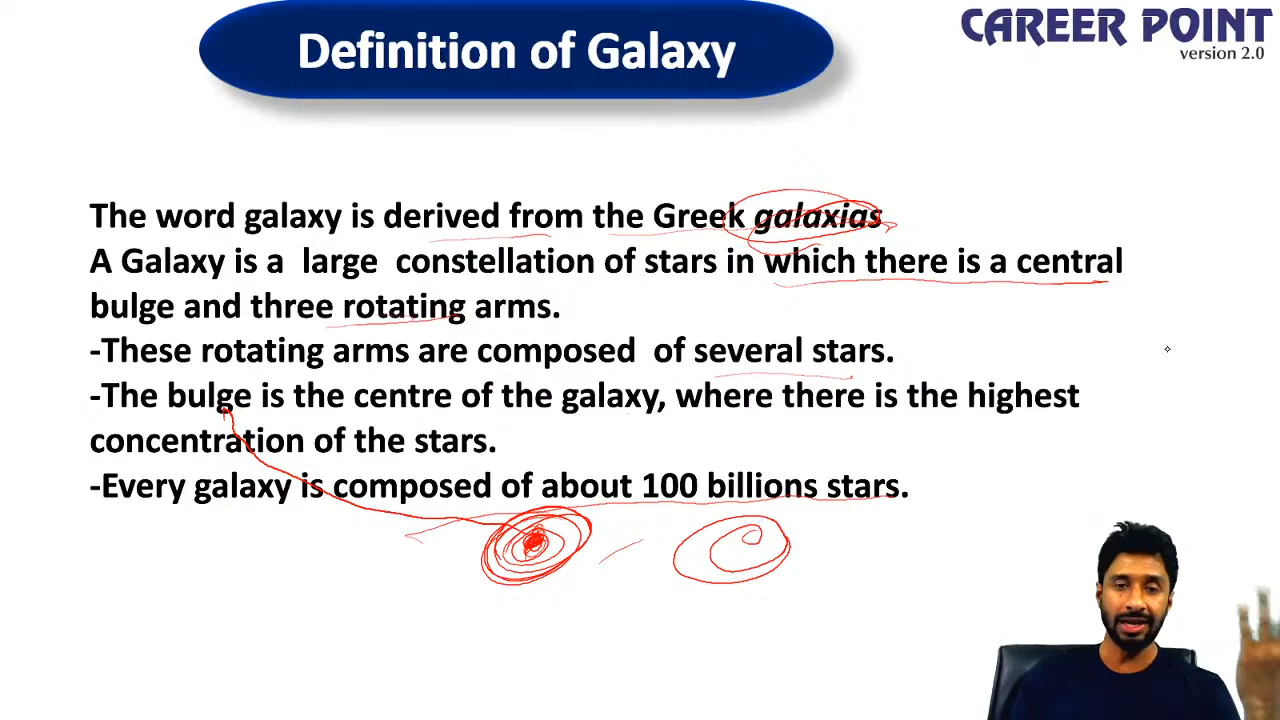 Definition of Galaxy
CAREER POINT
version 2.0
The word galaxy is derived from the Greek galaxias
A Galaxy is a large constellation of stars in which there is a central
bulge and three rotating arms.
-These rotating arms are composed of several stars.
-The bulge is the centre of the galaxy, where there is the highest
concentration of the stars.
-Every galaxy is composed of about 100 billions stars.